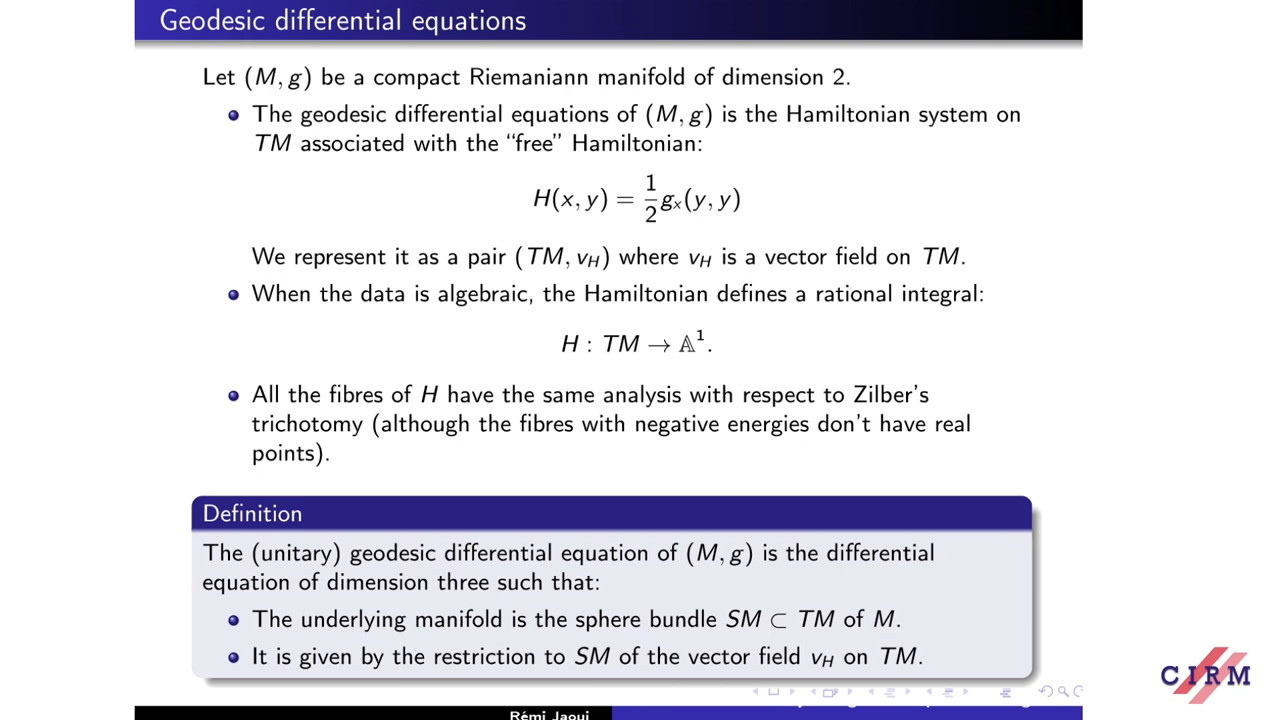 Geodesic differential equations
Let (M, g) be a compact Riemaniann manifold of dimension 2.
The geodesic differential equations of (M, g) is the Hamiltonian system on
TM associated with the “free” Hamiltonian:
H(x, y) = 1/2 gₓ(y, y)
We represent it as a pair (TM, v_H) where v_H is a vector field on TM.
When the data is algebraic, the Hamiltonian defines a rational integral:
H : TM → 𝔸¹.
All the fibres of H have the same analysis with respect to Zilber’s
trichotomy (although the fibres with negative energies don’t have real
points).
Definition
The (unitary) geodesic differential equation of (M, g) is the differential
equation of dimension three such that:
The underlying manifold is the sphere bundle SM ⊂ TM of M.
It is given by the restriction to SM of the vector field v_H on TM.
CIRM
Rémi Jaoui